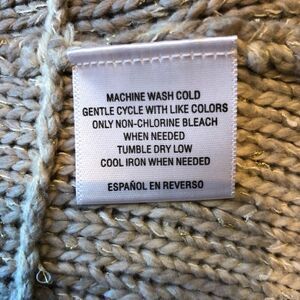 MACHINE WASH COLD
GENTLE CYCLE WITH LIKE COLORS
ONLY NON-CHLORINE BLEACH
WHEN NEEDED
TUMBLE DRY LOW
COOL IRON WHEN NEEDED
ESPAÑOL EN REVERSO